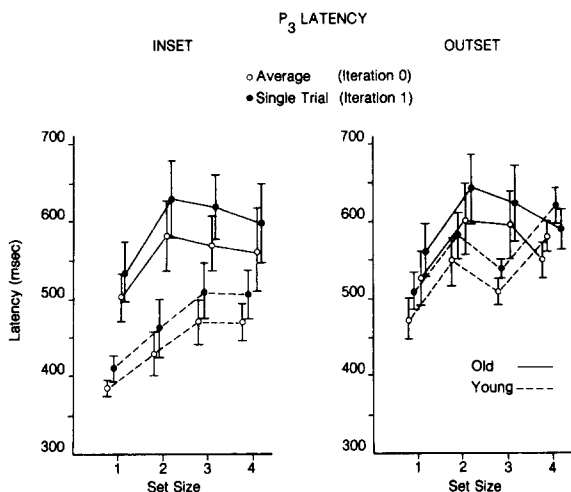 P3 LATENCY
INSET
OUTSET
Average (Iteration 0)
Single Trial (Iteration 1)
Latency (msec)
700
600
500
400
300
1 2 3 4
Set Size
700
600
500
400
300
Old
Young
1 2 3 4
Set Size